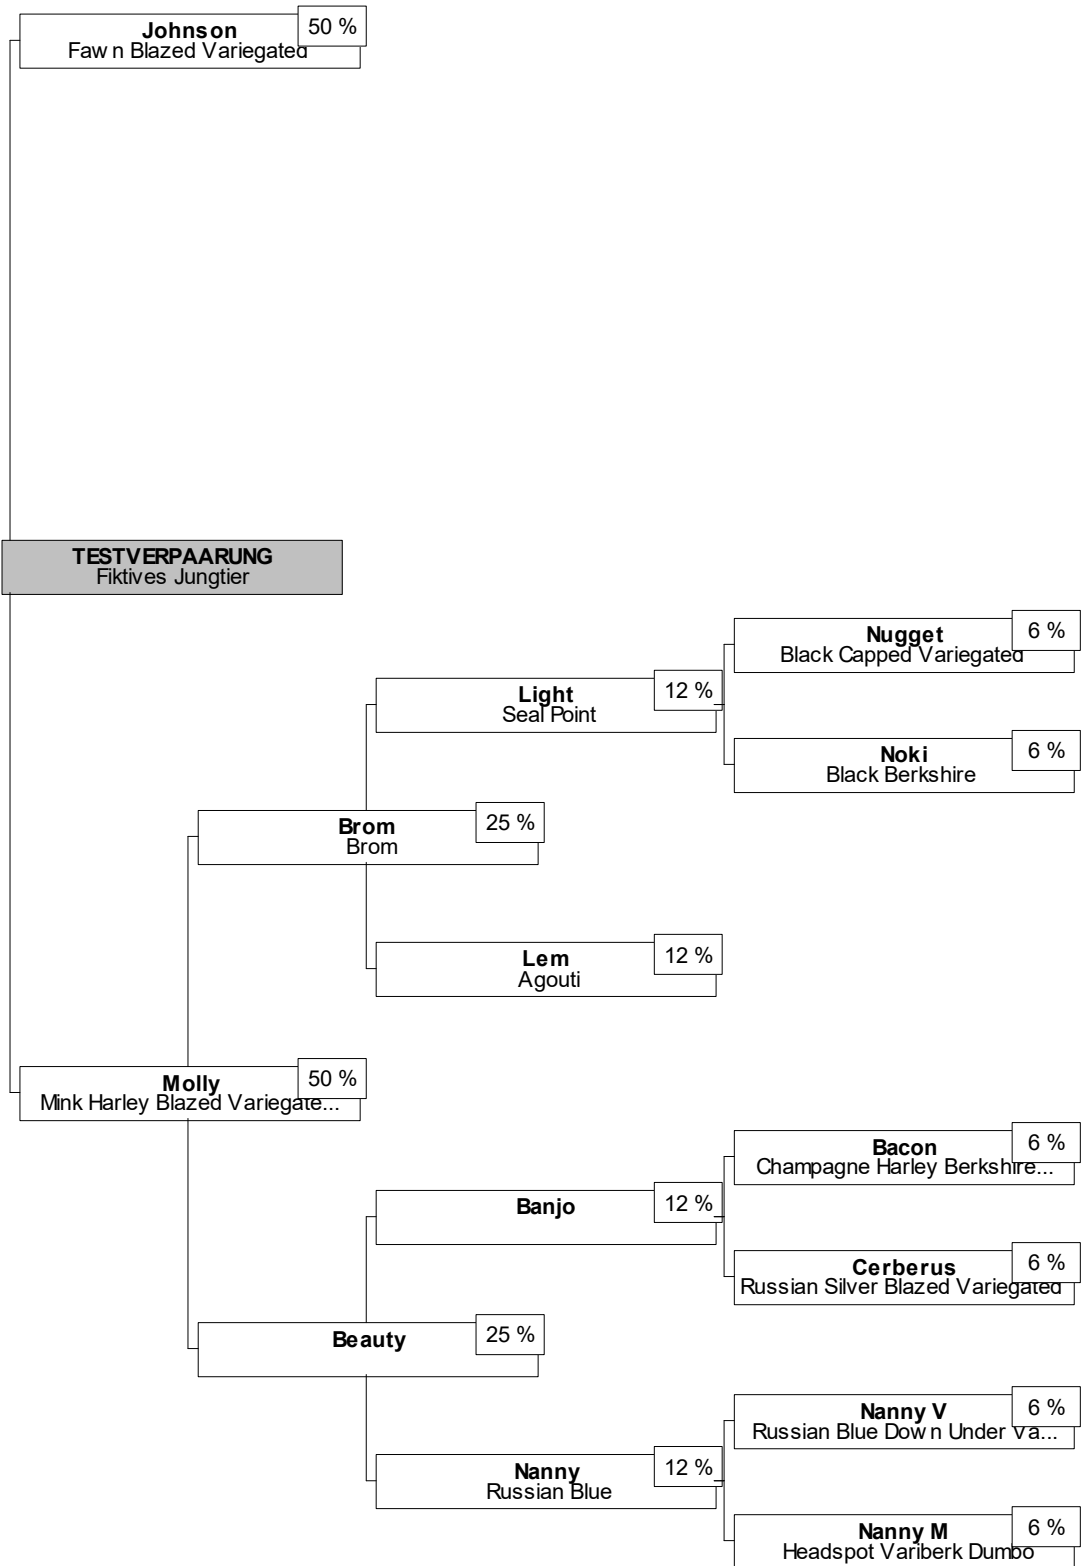 Johnson
50 %
Fawn Blazed Variegated
TESTVERPAARUNG
Fiktives Jungtier
Nugget
6 %
Black Capped Variegated
Light
12 %
Seal Point
Noki
6 %
Black Berkshire
Brom
25 %
Brom
Lem
12 %
Agouti
Molly
50 %
Mink Harley Blazed Variegate...
Bacon
6 %
Champagne Harley Berkshire...
Banjo
12 %
Cerberus
6 %
Russian Silver Blazed Variegated
Beauty
25 %
Nanny V
6 %
Russian Blue Down Under Va...
Nanny
12 %
Russian Blue
Nanny M
6 %
Headspot Variberk Dumbo